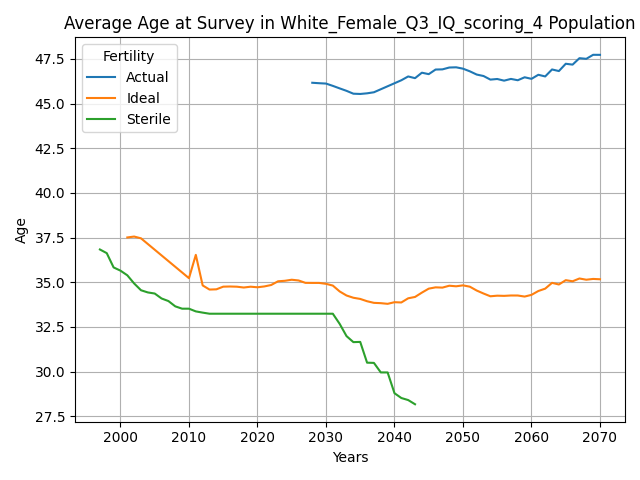 Average Age at Survey in White_Female_Q3_IQ_scoring_4 Population
Fertility
Actual
Ideal
Sterile
47.5
45.0
42.5
40.0
37.5
35.0
32.5
30.0
27.5
Age
2000 2010 2020 2030 2040 2050 2060 2070
Years